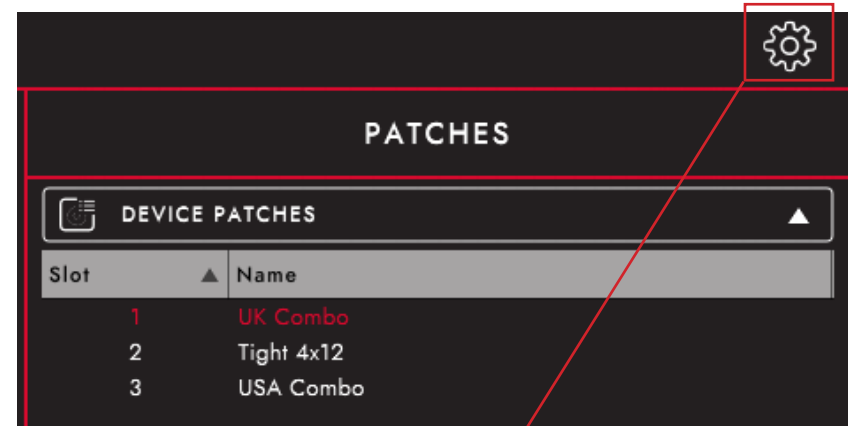 PATCHES
DEVICE PATCHES
Slot Name
1 UK Combo
2 Tight 4x12
3 USA Combo